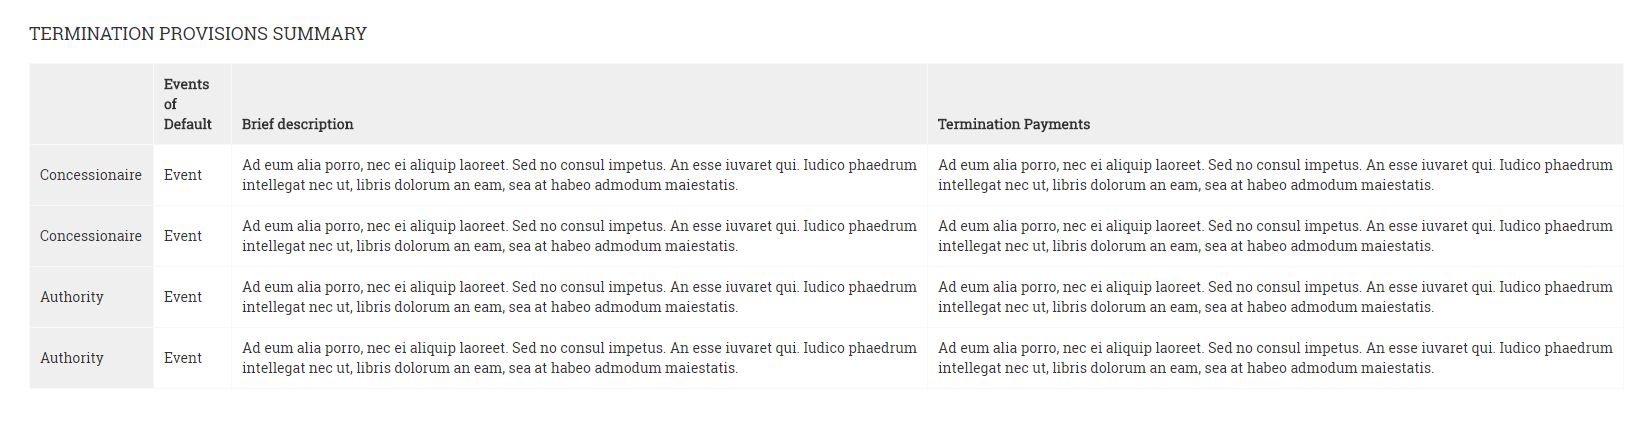 TERMINATION PROVISIONS SUMMARY
Events
of
Default
Brief description
Termination Payments
Concessionaire
Event
Ad eum alia porro, nec ei aliquip laoreet. Sed no consul impetus. An esse iuvaret qui. Iudico phaedrum
intellegat nec ut, libris dolorum an eam, sea at habeo admodum maiestatis.
Ad eum alia porro, nec ei aliquip laoreet. Sed no consul impetus. An esse iuvaret qui. Iudico phaedrum
intellegat nec ut, libris dolorum an eam, sea at habeo admodum maiestatis.
Concessionaire
Event
Ad eum alia porro, nec ei aliquip laoreet. Sed no consul impetus. An esse iuvaret qui. Iudico phaedrum
intellegat nec ut, libris dolorum an eam, sea at habeo admodum maiestatis.
Ad eum alia porro, nec ei aliquip laoreet. Sed no consul impetus. An esse iuvaret qui. Iudico phaedrum
intellegat nec ut, libris dolorum an eam, sea at habeo admodum maiestatis.
Authority
Event
Ad eum alia porro, nec ei aliquip laoreet. Sed no consul impetus. An esse iuvaret qui. Iudico phaedrum
intellegat nec ut, libris dolorum an eam, sea at habeo admodum maiestatis.
Ad eum alia porro, nec ei aliquip laoreet. Sed no consul impetus. An esse iuvaret qui. Iudico phaedrum
intellegat nec ut, libris dolorum an eam, sea at habeo admodum maiestatis.
Authority
Event
Ad eum alia porro, nec ei aliquip laoreet. Sed no consul impetus. An esse iuvaret qui. Iudico phaedrum
intellegat nec ut, libris dolorum an eam, sea at habeo admodum maiestatis.
Ad eum alia porro, nec ei aliquip laoreet. Sed no consul impetus. An esse iuvaret qui. Iudico phaedrum
intellegat nec ut, libris dolorum an eam, sea at habeo admodum maiestatis.